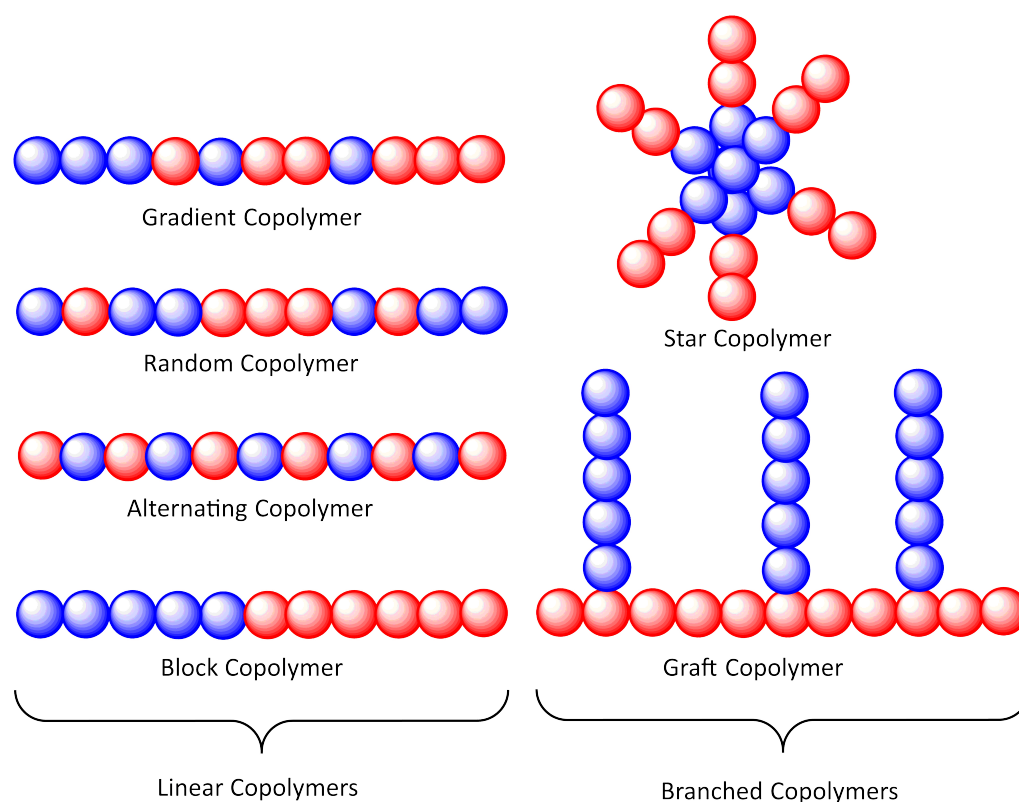 Gradient Copolymer
Random Copolymer
Alternating Copolymer
Block Copolymer
Linear Copolymers
Star Copolymer
Graft Copolymer
Branched Copolymers